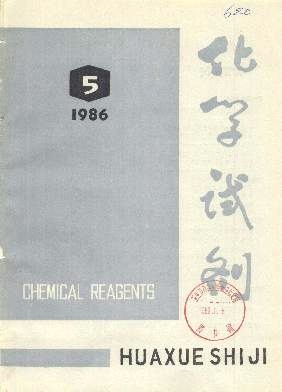 5
1986
化学试剂
CHEMICAL REAGENTS
HUAXUE SHIJI